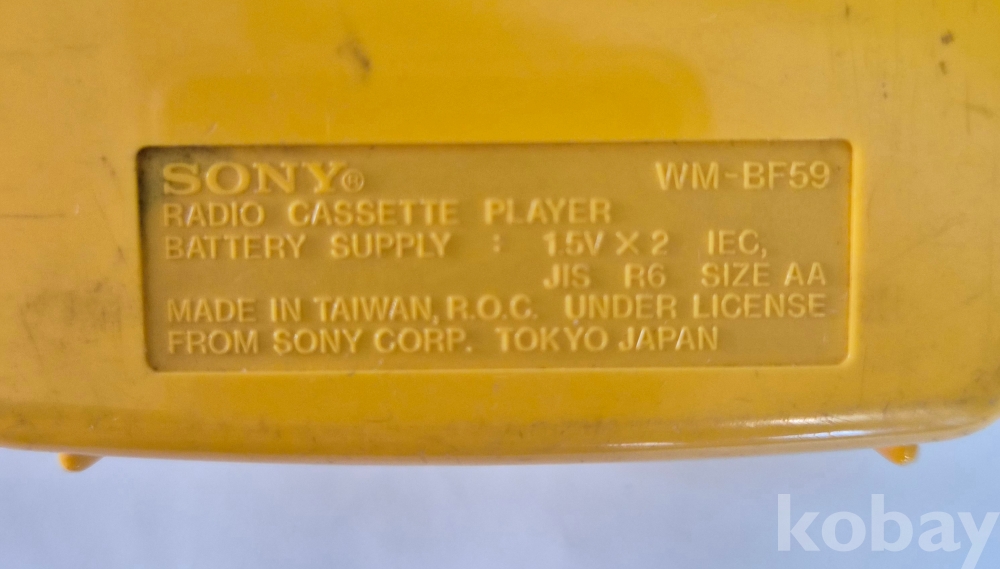 SONY® WM-BF59
RADIO CASSETTE PLAYER
BATTERY SUPPLY : 1.5V X 2 IEC,
JIS R6 SIZE AA
MADE IN TAIWAN, R.O.C. UNDER LICENSE
FROM SONY CORP. TOKYO JAPAN
kobay